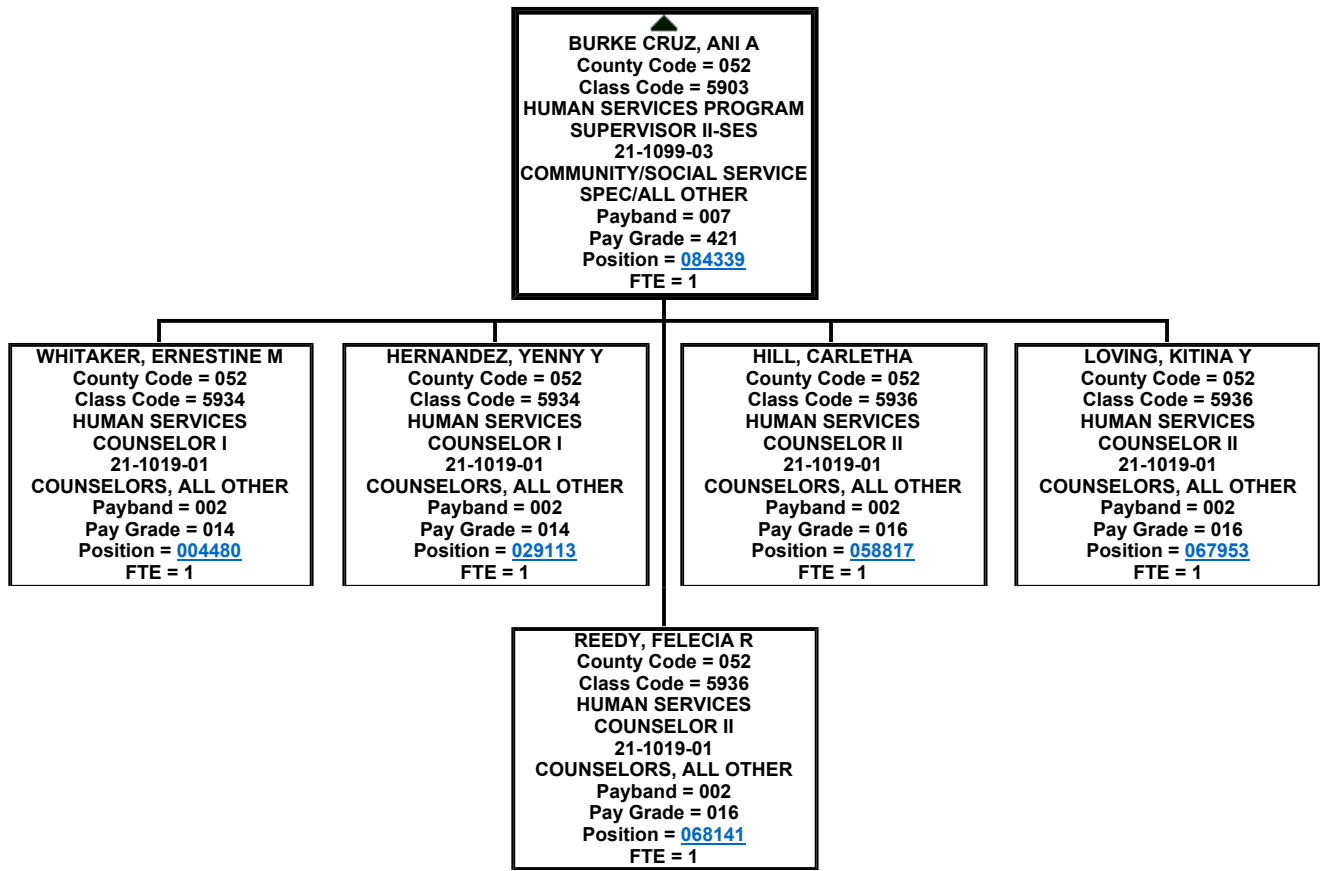 BURKE CRUZ, ANI A
County Code = 052
Class Code = 5903
HUMAN SERVICES PROGRAM
SUPERVISOR II-SES
21-1099-03
COMMUNITY/SOCIAL SERVICE
SPEC/ALL OTHER
Payband = 007
Pay Grade = 421
Position = 084339
FTE = 1
WHITAKER, ERNESTINE M
County Code = 052
Class Code = 5934
HUMAN SERVICES
COUNSELOR I
21-1019-01
COUNSELORS, ALL OTHER
Payband = 002
Pay Grade = 014
Position = 004480
FTE = 1
HERNANDEZ, YENNY Y
County Code = 052
Class Code = 5934
HUMAN SERVICES
COUNSELOR I
21-1019-01
COUNSELORS, ALL OTHER
Payband = 002
Pay Grade = 014
Position = 029113
FTE = 1
HILL, CARLETHA
County Code = 052
Class Code = 5936
HUMAN SERVICES
COUNSELOR II
21-1019-01
COUNSELORS, ALL OTHER
Payband = 002
Pay Grade = 016
Position = 058817
FTE = 1
LOVING, KITINA Y
County Code = 052
Class Code = 5936
HUMAN SERVICES
COUNSELOR II
21-1019-01
COUNSELORS, ALL OTHER
Payband = 002
Pay Grade = 016
Position = 067953
FTE = 1
REEDY, FELECIA R
County Code = 052
Class Code = 5936
HUMAN SERVICES
COUNSELOR II
21-1019-01
COUNSELORS, ALL OTHER
Payband = 002
Pay Grade = 016
Position = 068141
FTE = 1